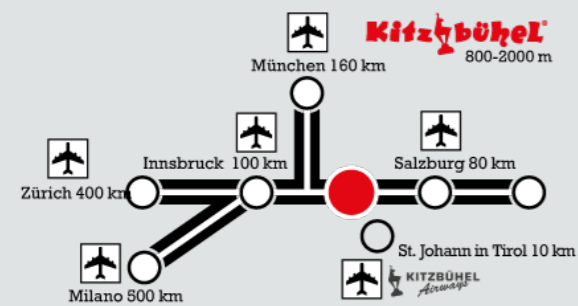 Kitzbühel®
800-2000 m
München 160 km
Innsbruck 100 km
Salzburg 80 km
Zürich 400 km
St. Johann in Tirol 10 km
KITZBÜHEL
Airways
Milano 500 km